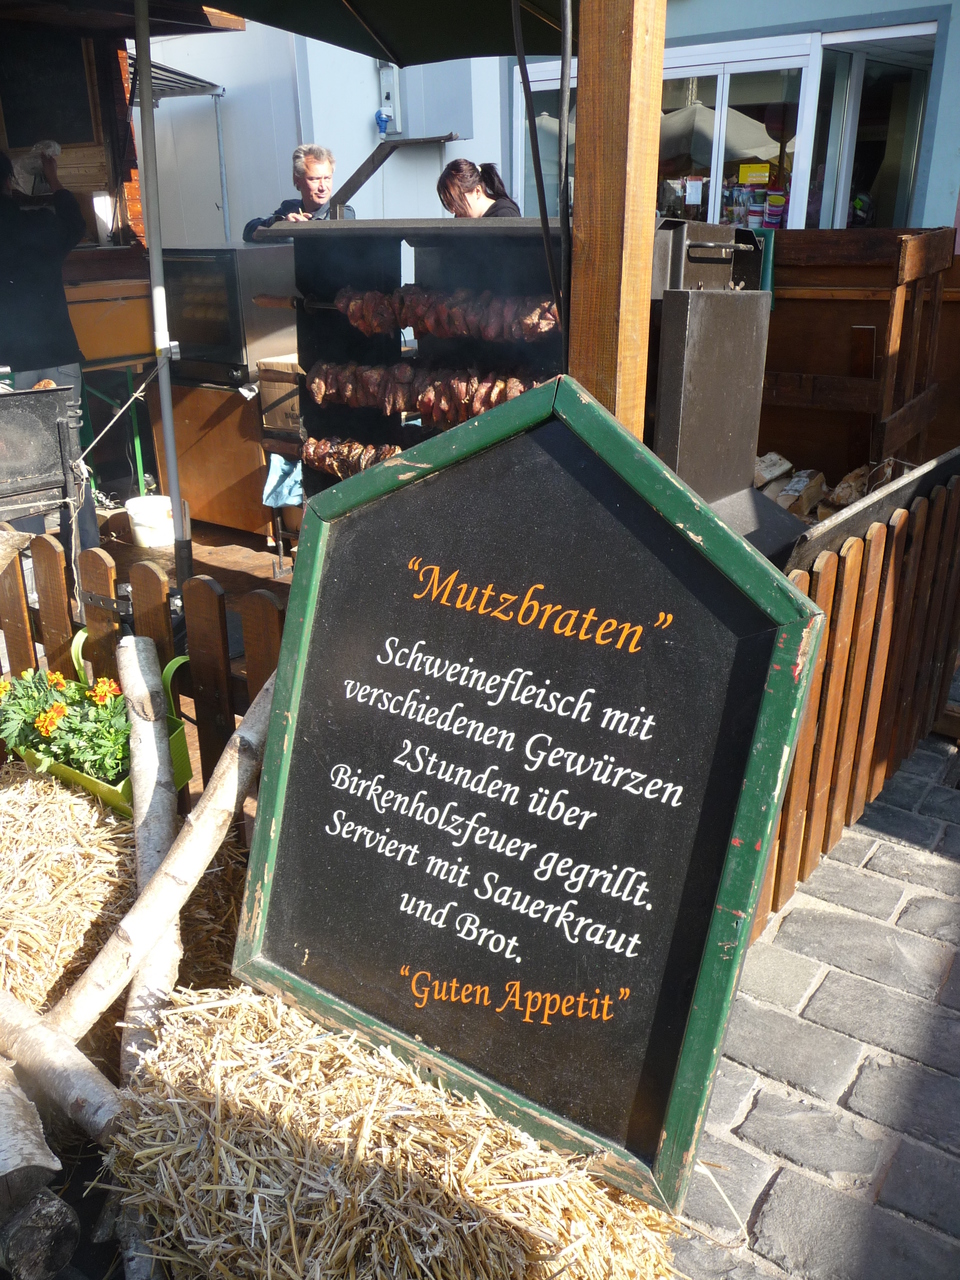 “Mutzbraten”
Schweinefleisch mit
verschiedenen Gewürzen
2Stunden über
Birkenholzfeuer gegrillt.
Serviert mit Sauerkraut
und Brot.
“Guten Appetit”